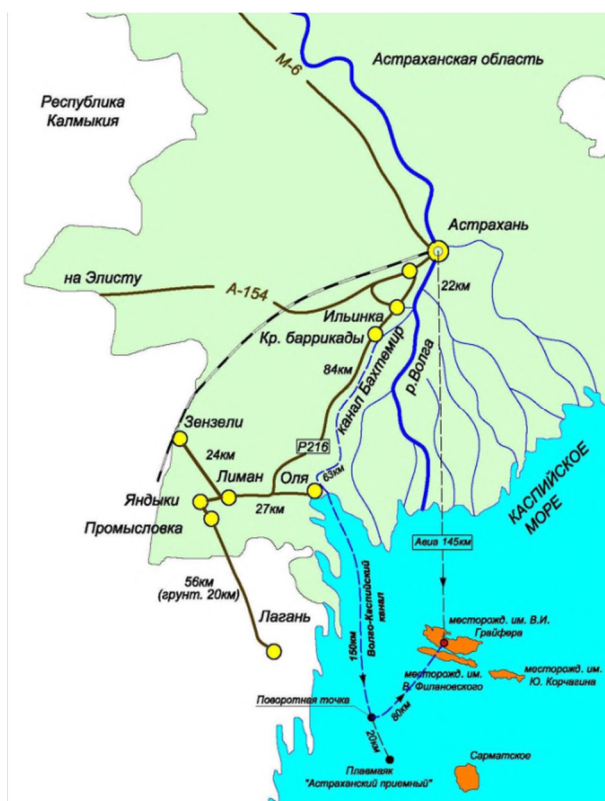 М-6
Астраханская область
Республика
Калмыкия
Астрахань
на Элисту
А-154
22км
Ильинка
Кр. баррикады
84км
канал Бахтемир
р.Волга
Зензели
Р216
24км
Лиман
Оля
63км
Яндыки
27км
Промысловка
КАСПИЙСКОЕ
МОРЕ
Авиа 145км
56км
(грунт. 20км)
Лагань
150км
Волго-Каспийский
канал
месторожд. им. В.И.
Грайфера
месторожд. им.
В. Филановского
месторожд. им.
Ю. Корчагина
Поворотная точка
80км
20км
Плавмаяк
"Астраханский приемный"
Сарматское